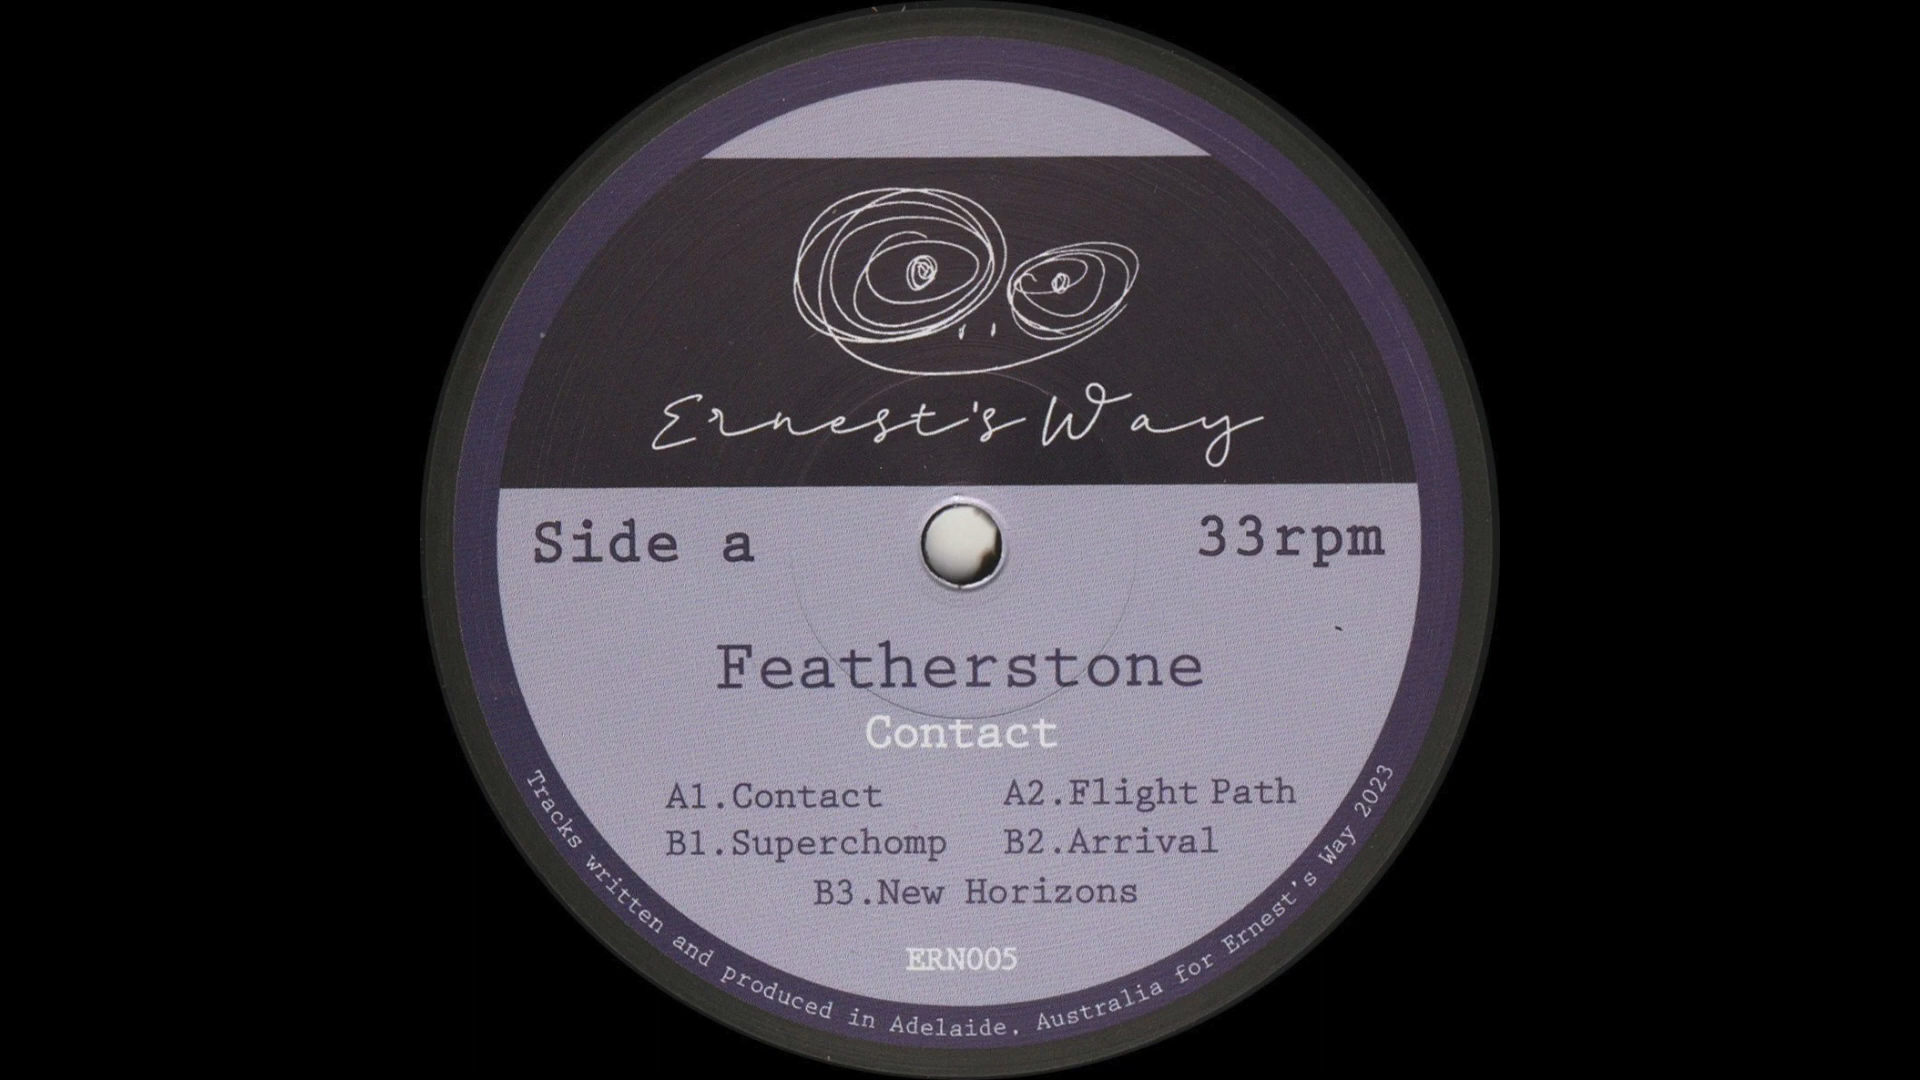 Ernest's Way
Side a
33rpm
Featherstone
Contact
A1.Contact
A2.Flight Path
B1.Superchomp
B2.Arrival
B3.New Horizons
ERN005
Tracks written and produced in Adelaide. Australia for Ernest's Way 2023